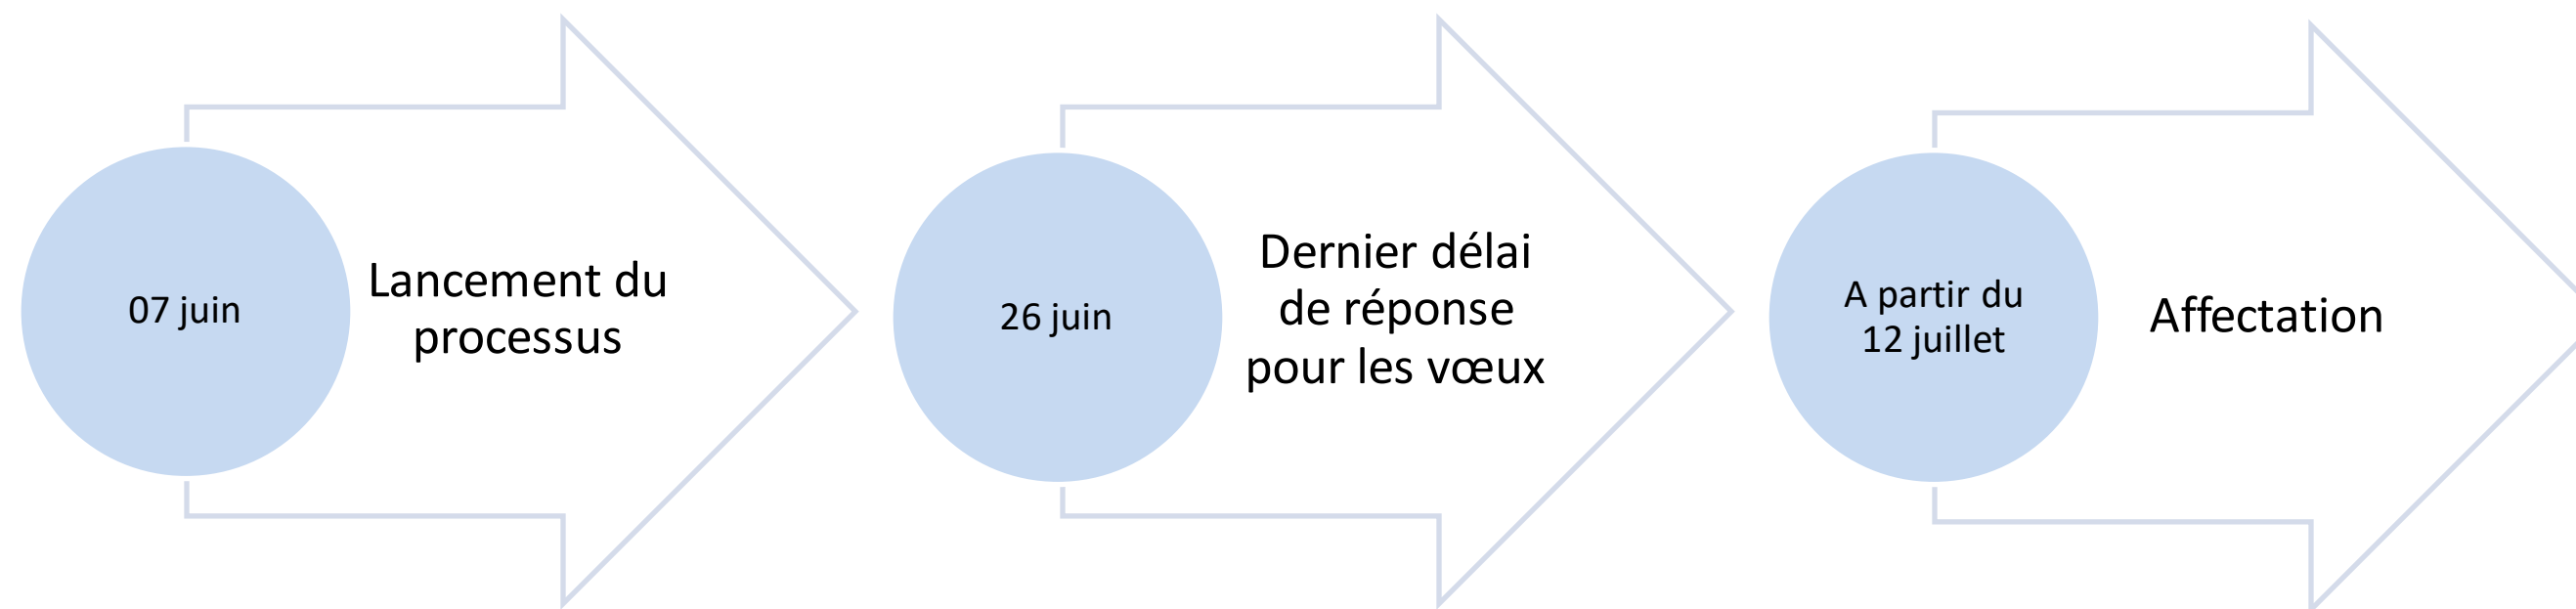 07 juin
Lancement du
processus
26 juin
Dernier délai
de réponse
pour les vœux
A partir du
12 juillet
Affectation